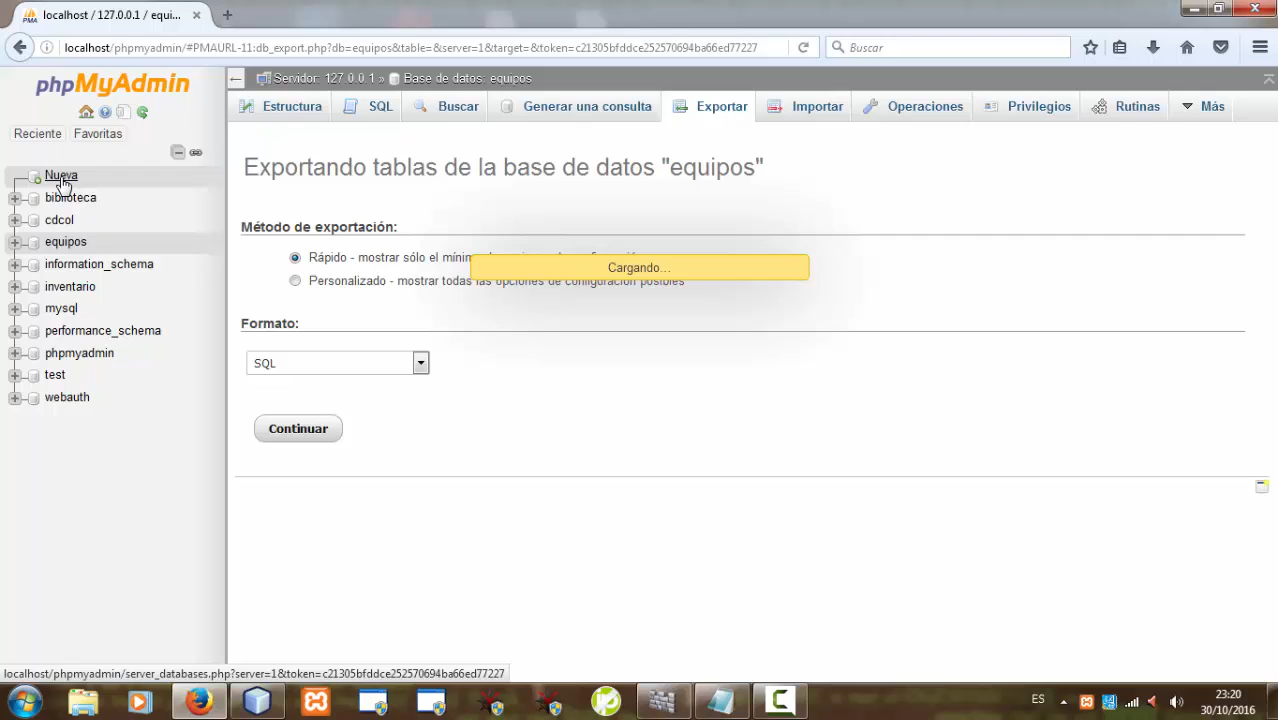 localhost / 127.0.0.1 / equi...
localhost/phpmyadmin/#PMAURL-11:db_export.php?db=equipos&table=&server=1&target=&token=c21305bfddce252570694ba66ed77227
Buscar
phpMyAdmin
Reciente
Favoritas
Nueva
biblioteca
cdcol
equipos
information_schema
inventario
mysql
performance_schema
phpmyadmin
test
webauth
Servidor: 127.0.0.1 » Base de datos: equipos
Estructura
SQL
Buscar
Generar una consulta
Exportar
Importar
Operaciones
Privilegios
Rutinas
Más
Exportando tablas de la base de datos "equipos"
Método de exportación:
Rápido - mostrar sólo el
Cargando...
Personalizado - mostrar todas las opciones de configuración posibles
Formato:
SQL
Continuar
localhost/phpmyadmin/server_databases.php?server=1&token=c21305bfddce252570694ba66ed77227
ES
23:20
30/10/2016